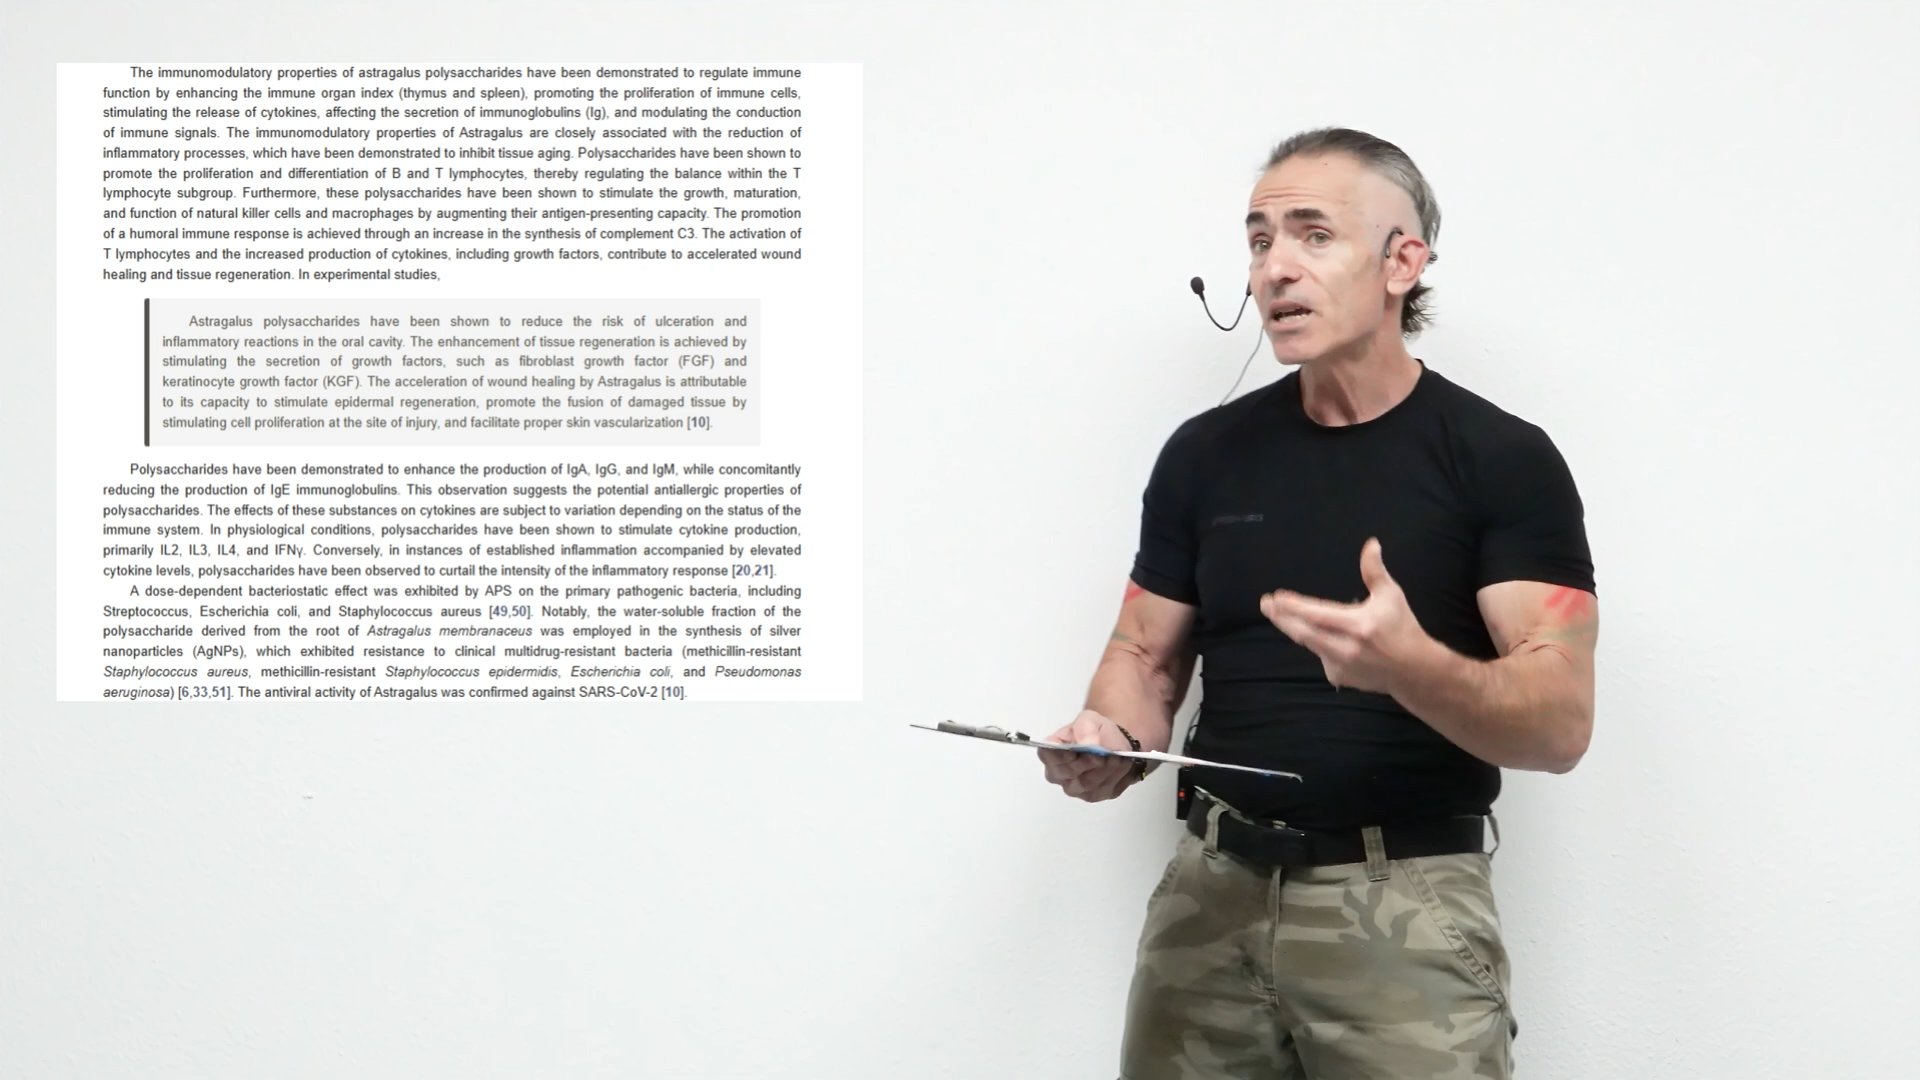 The immunomodulatory properties of astragalus polysaccharides have been demonstrated to regulate immune
function by enhancing the immune organ index (thymus and spleen), promoting the proliferation of immune cells,
stimulating the release of cytokines, affecting the secretion of immunoglobulins (Ig), and modulating the conduction
of immune signals. The immunomodulatory properties of Astragalus are closely associated with the reduction of
inflammatory processes, which have been demonstrated to inhibit tissue aging. Polysaccharides have been shown to
promote the proliferation and differentiation of B and T lymphocytes, thereby regulating the balance within the T
lymphocyte subgroup. Furthermore, these polysaccharides have been shown to stimulate the growth, maturation,
and function of natural killer cells and macrophages by augmenting their antigen-presenting capacity. The promotion
of a humoral immune response is achieved through an increase in the synthesis of complement C3. The activation of
T lymphocytes and the increased production of cytokines, including growth factors, contribute to accelerated wound
healing and tissue regeneration. In experimental studies,
Astragalus polysaccharides have been shown to reduce the risk of ulceration and
inflammatory reactions in the oral cavity. The enhancement of tissue regeneration is achieved by
stimulating the secretion of growth factors, such as fibroblast growth factor (FGF) and
keratinocyte growth factor (KGF). The acceleration of wound healing by Astragalus is attributable
to its capacity to stimulate epidermal regeneration, promote the fusion of damaged tissue by
stimulating cell proliferation at the site of injury, and facilitate proper skin vascularization [10].
Polysaccharides have been demonstrated to enhance the production of IgA, IgG, and IgM, while concomitantly
reducing the production of IgE immunoglobulins. This observation suggests the potential antiallergic properties of
polysaccharides. The effects of these substances on cytokines are subject to variation depending on the status of the
immune system. In physiological conditions, polysaccharides have been shown to stimulate cytokine production,
primarily IL2, IL3, IL4, and IFNγ. Conversely, in instances of established inflammation accompanied by elevated
cytokine levels, polysaccharides have been observed to curtail the intensity of the inflammatory response [20,21].
A dose-dependent bacteriostatic effect was exhibited by APS on the primary pathogenic bacteria, including
Streptococcus, Escherichia coli, and Staphylococcus aureus [49,50]. Notably, the water-soluble fraction of the
polysaccharide derived from the root of Astragalus membranaceus was employed in the synthesis of silver
nanoparticles (AgNPs), which exhibited resistance to clinical multidrug-resistant bacteria (methicillin-resistant
Staphylococcus aureus, methicillin-resistant Staphylococcus epidermidis, Escherichia coli, and Pseudomonas
aeruginosa) [6,33,51]. The antiviral activity of Astragalus was confirmed against SARS-CoV-2 [10].